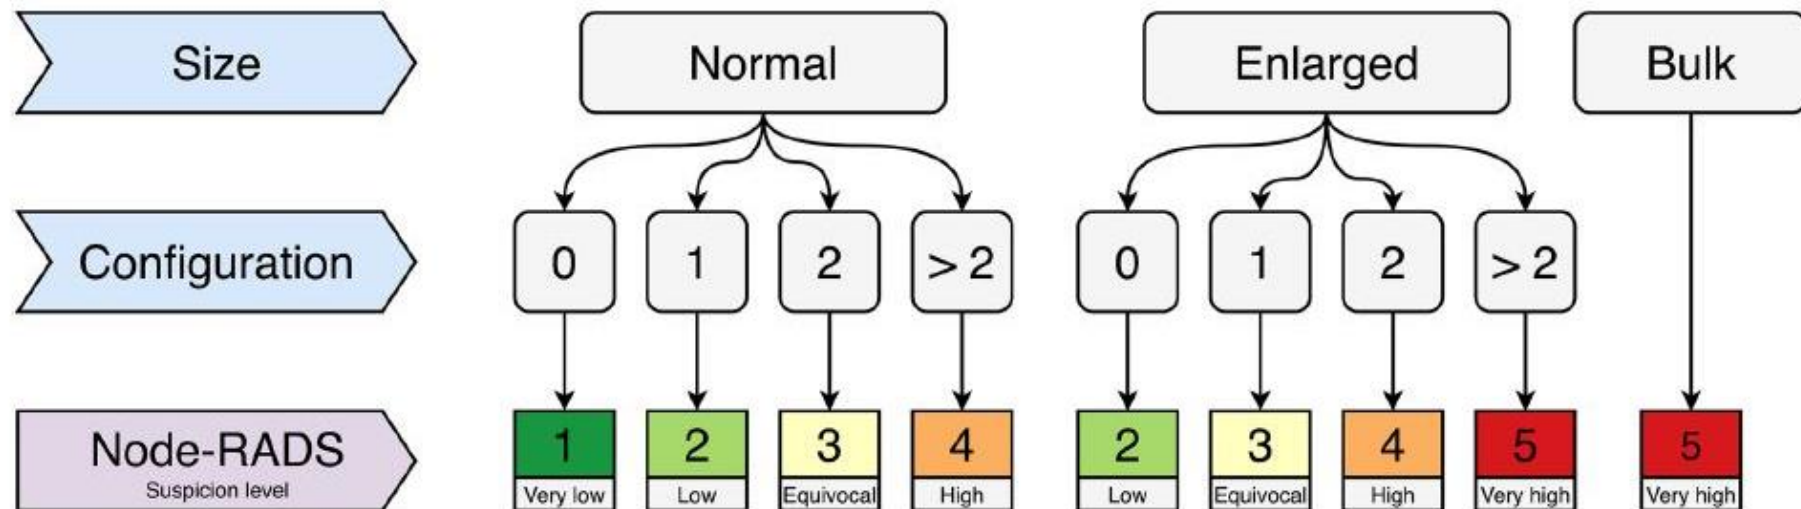 Size
Normal
Enlarged
Bulk
Configuration
0
1
2
> 2
0
1
2
> 2
Node-RADS
Suspicion level
1
Very low
2
Low
3
Equivocal
4
High
2
Low
3
Equivocal
4
High
5
Very high
5
Very high